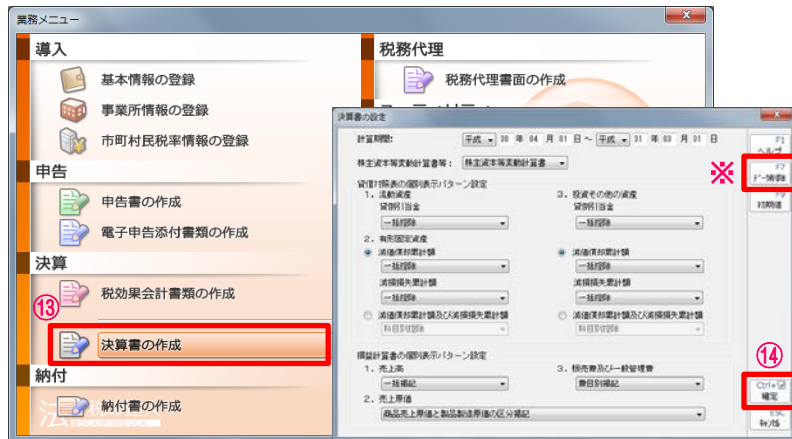 業務メニュー
導入
基本情報の登録
事業所情報の登録
市町村民税率情報の登録
申告
申告書の作成
電子申告添付書類の作成
決算
⑬
税効果会計書類の作成
決算書の作成
納付
納付書の作成
税務代理
税務代理書面の作成
決算書の設定
計算期間: 平成 30 年 04 月 01 日 ~ 平成 31 年 03 月 31 日
株主資本等変動計算書等: 株主資本等変動計算書
貸借対照表の個別表示パターン設定
1. 流動資産
貸倒引当金
一括控除
2. 有形固定資産
減価償却累計額
一括控除
減損損失累計額
一括控除
減価償却累計額及び減損損失累計額
科目別控除
3. 投資その他の資産
貸倒引当金
一括控除
減価償却累計額
一括控除
減損損失累計額
一括控除
減価償却累計額及び減損損失累計額
科目別控除
損益計算書の個別表示パターン設定
1. 売上高
一括掲記
2. 売上原価
商品売上原価と製品製造原価の区分掲記
3. 販売費及び一般管理費
費目別掲記
F1
ヘルプ
※
F7
データ削除
F9
初期値
⑭
Ctrl+
確定
ESC
キャンセル